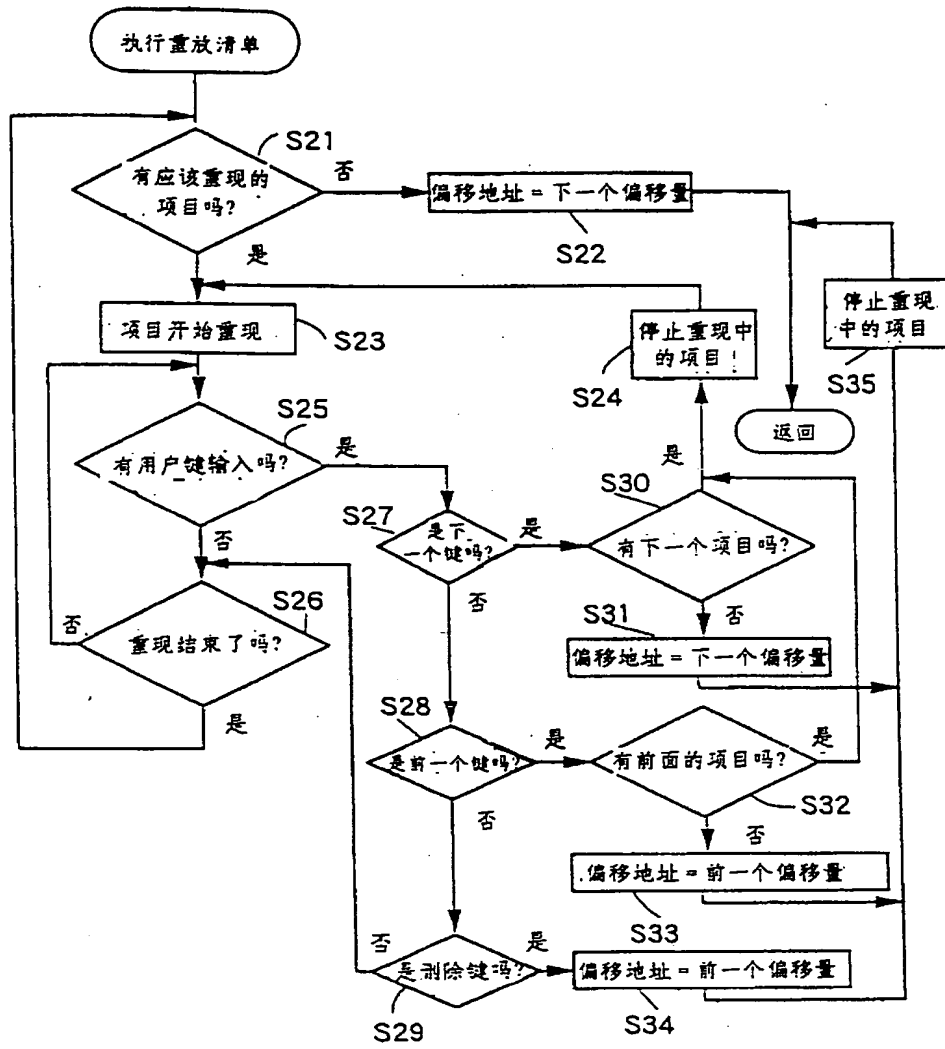 执行重放清单
S21
有应该重现的
项目吗?
否
偏移地址=下一个偏移量
S22
是
项目开始重现
S23
停止重现中
的项目!
S24
停止重现
中的项目
S35
返回
S25
有用户键输入吗?
是
否
S26
重现结束了吗?
否
是
S27
是下
一个键吗?
是
否
S30
有下一个项目吗?
是
否
S31
偏移地址=下一个偏移量
S28
是前一个键吗?
是
否
有前面的项目吗?
是
S32
否
偏移地址=前一个偏移量
S33
是删除键吗?
否
是
S29
偏移地址=前一个偏移量
S34